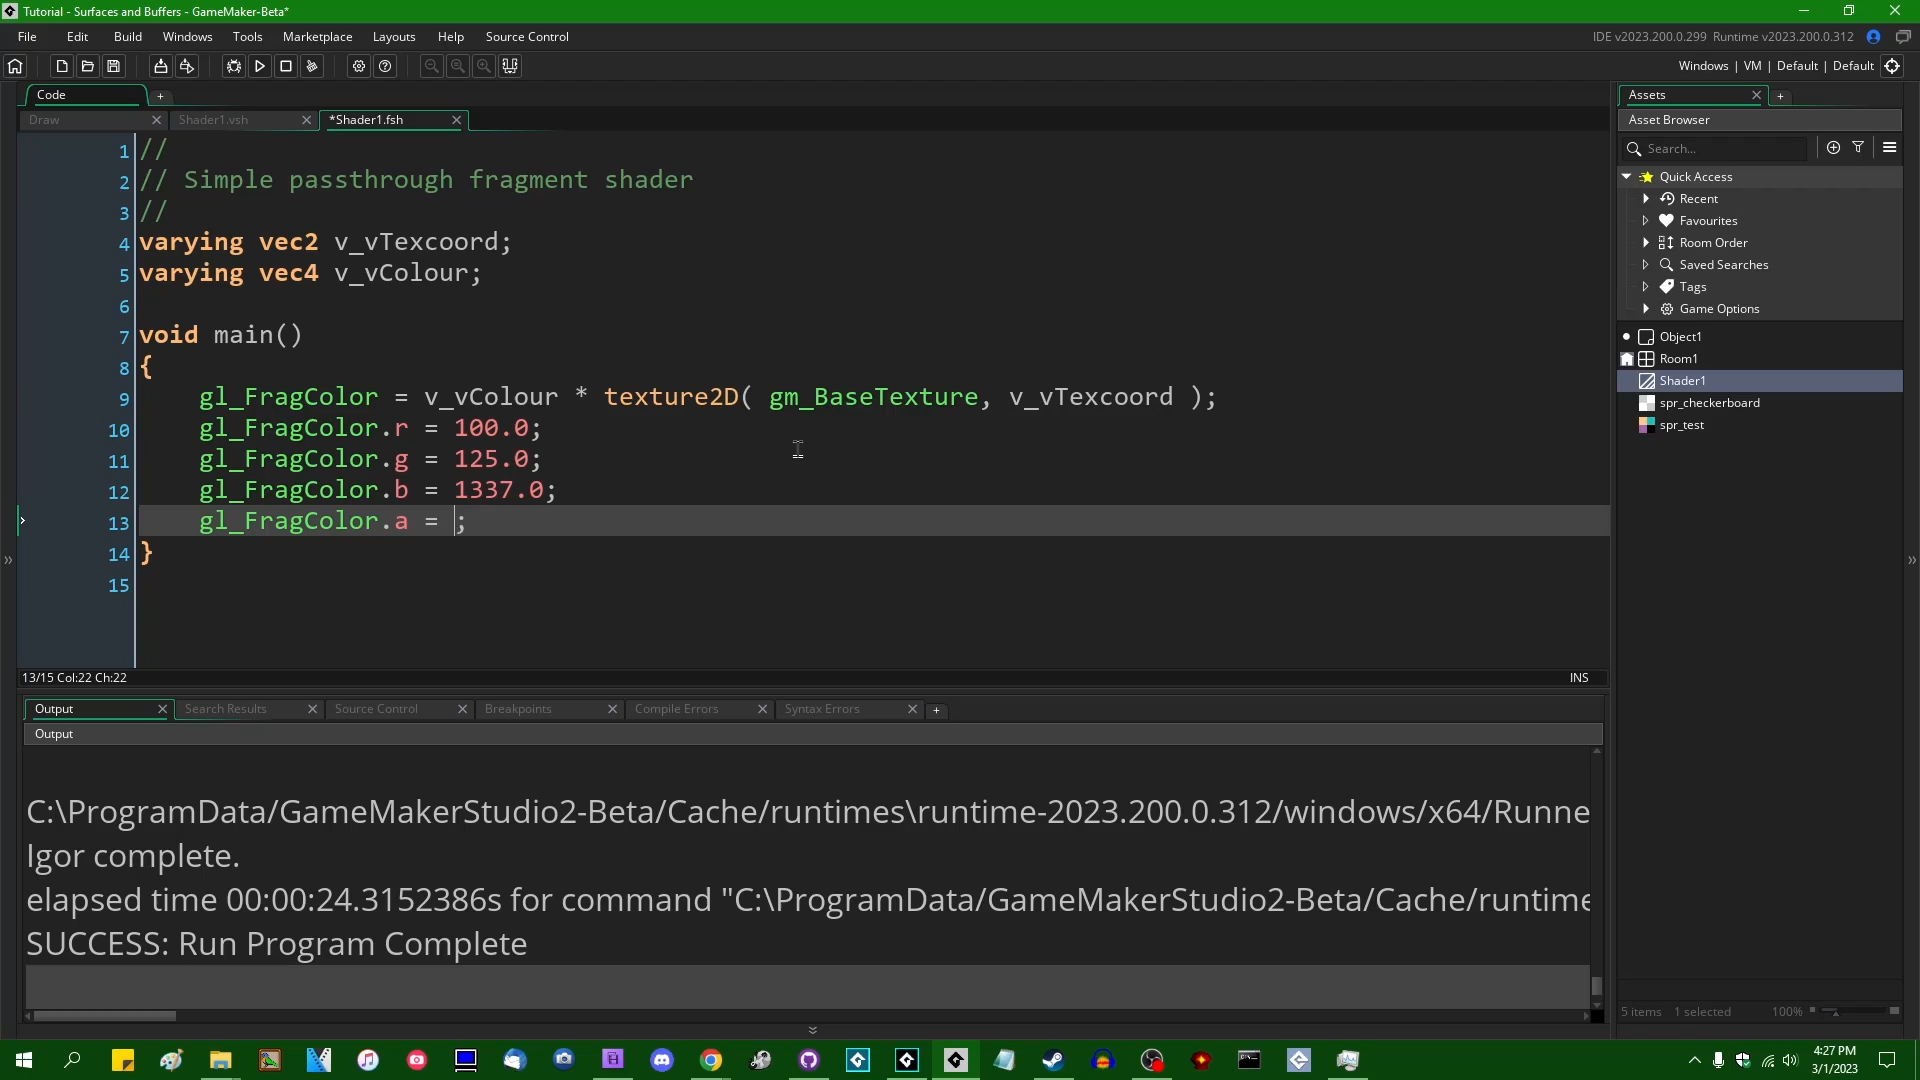 Tutorial - Surfaces and Buffers - GameMaker-Beta*
File Edit Build Windows Tools Marketplace Layouts Help Source Control
IDE v2023.200.0.299 Runtime v2023.200.0.312
Windows | VM | Default | Default
Code
Draw Shader1.vsh *Shader1.fsh
1 //
2 // Simple passthrough fragment shader
3 //
4 varying vec2 v_vTexcoord;
5 varying vec4 v_vColour;
6
7 void main()
8 {
9 gl_FragColor = v_vColour * texture2D( gm_BaseTexture, v_vTexcoord );
10 gl_FragColor.r = 100.0;
11 gl_FragColor.g = 125.0;
12 gl_FragColor.b = 1337.0;
13 gl_FragColor.a = ;
14 }
15
13/15 Col:22 Ch:22
INS
Output Search Results Source Control Breakpoints Compile Errors Syntax Errors
Output
C:\ProgramData/GameMakerStudio2-Beta/Cache/runtimes\runtime-2023.200.0.312/windows/x64/Runne
Igor complete.
elapsed time 00:00:24.3152386s for command "C:\ProgramData/GameMakerStudio2-Beta/Cache/runtime
SUCCESS: Run Program Complete
Assets
Asset Browser
Search...
Quick Access
Recent
Favourites
Room Order
Saved Searches
Tags
Game Options
Object1
Room1
Shader1
spr_checkerboard
spr_test
5 items 1 selected 100%
4:27 PM
3/1/2023